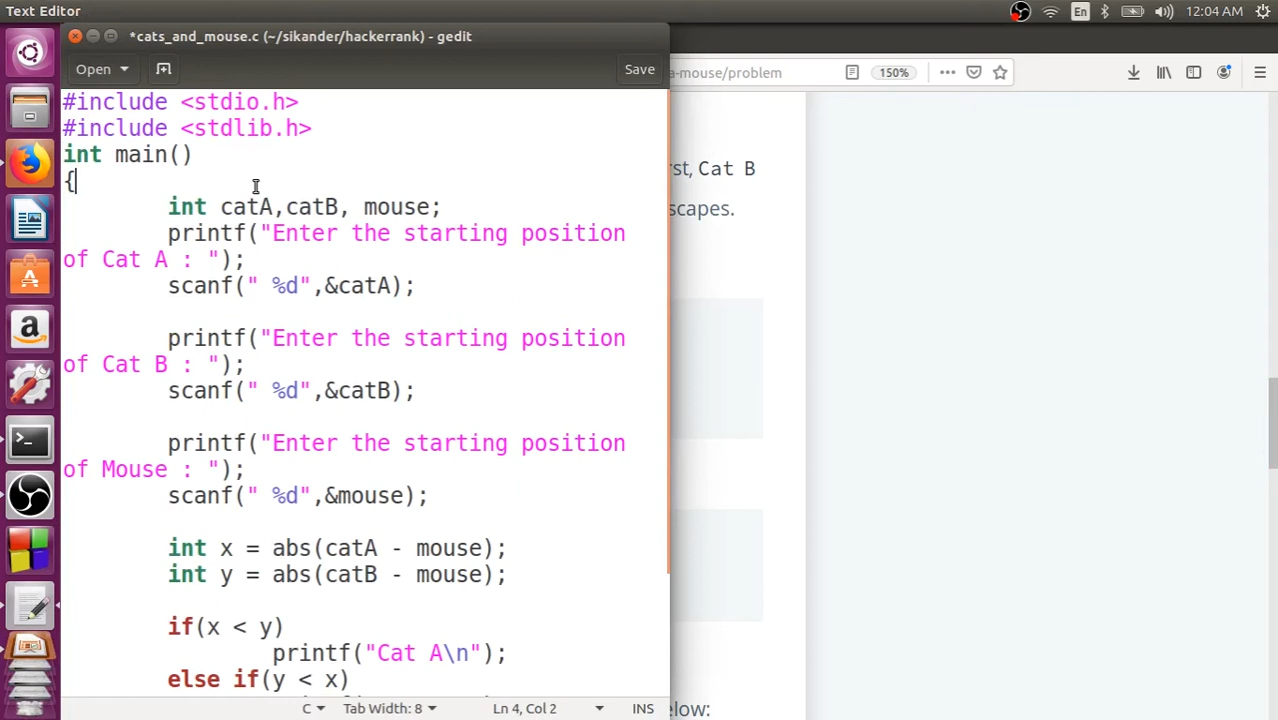 Text Editor
En
12:04 AM
*cats_and_mouse.c (~/sikander/hackerrank) - gedit
Open
Save
a-mouse/problem
150%
#include <stdio.h>
#include <stdlib.h>
int main()
{
int catA,catB, mouse;
printf("Enter the starting position
of Cat A : ");
scanf(" %d",&catA);
printf("Enter the starting position
of Cat B : ");
scanf(" %d",&catB);
printf("Enter the starting position
of Mouse : ");
scanf(" %d",&mouse);
int x = abs(catA - mouse);
int y = abs(catB - mouse);
if(x < y)
printf("Cat A\n");
else if(y < x)
rst, Cat B
scapes.
elow:
C
Tab Width: 8
Ln 4, Col 2
INS